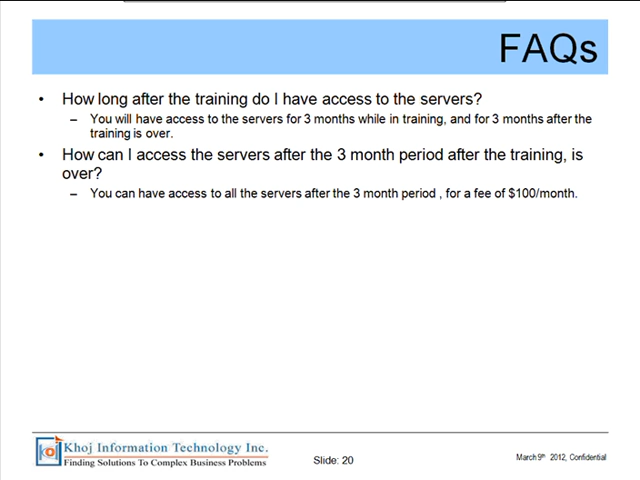 FAQs
• How long after the training do I have access to the servers?
– You will have access to the servers for 3 months while in training, and for 3 months after the
training is over.
• How can I access the servers after the 3 month period after the training, is
over?
– You can have access to all the servers after the 3 month period , for a fee of $100/month.
Khoj Information Technology Inc.
Finding Solutions To Complex Business Problems
Slide: 20
March 9th 2012, Confidential